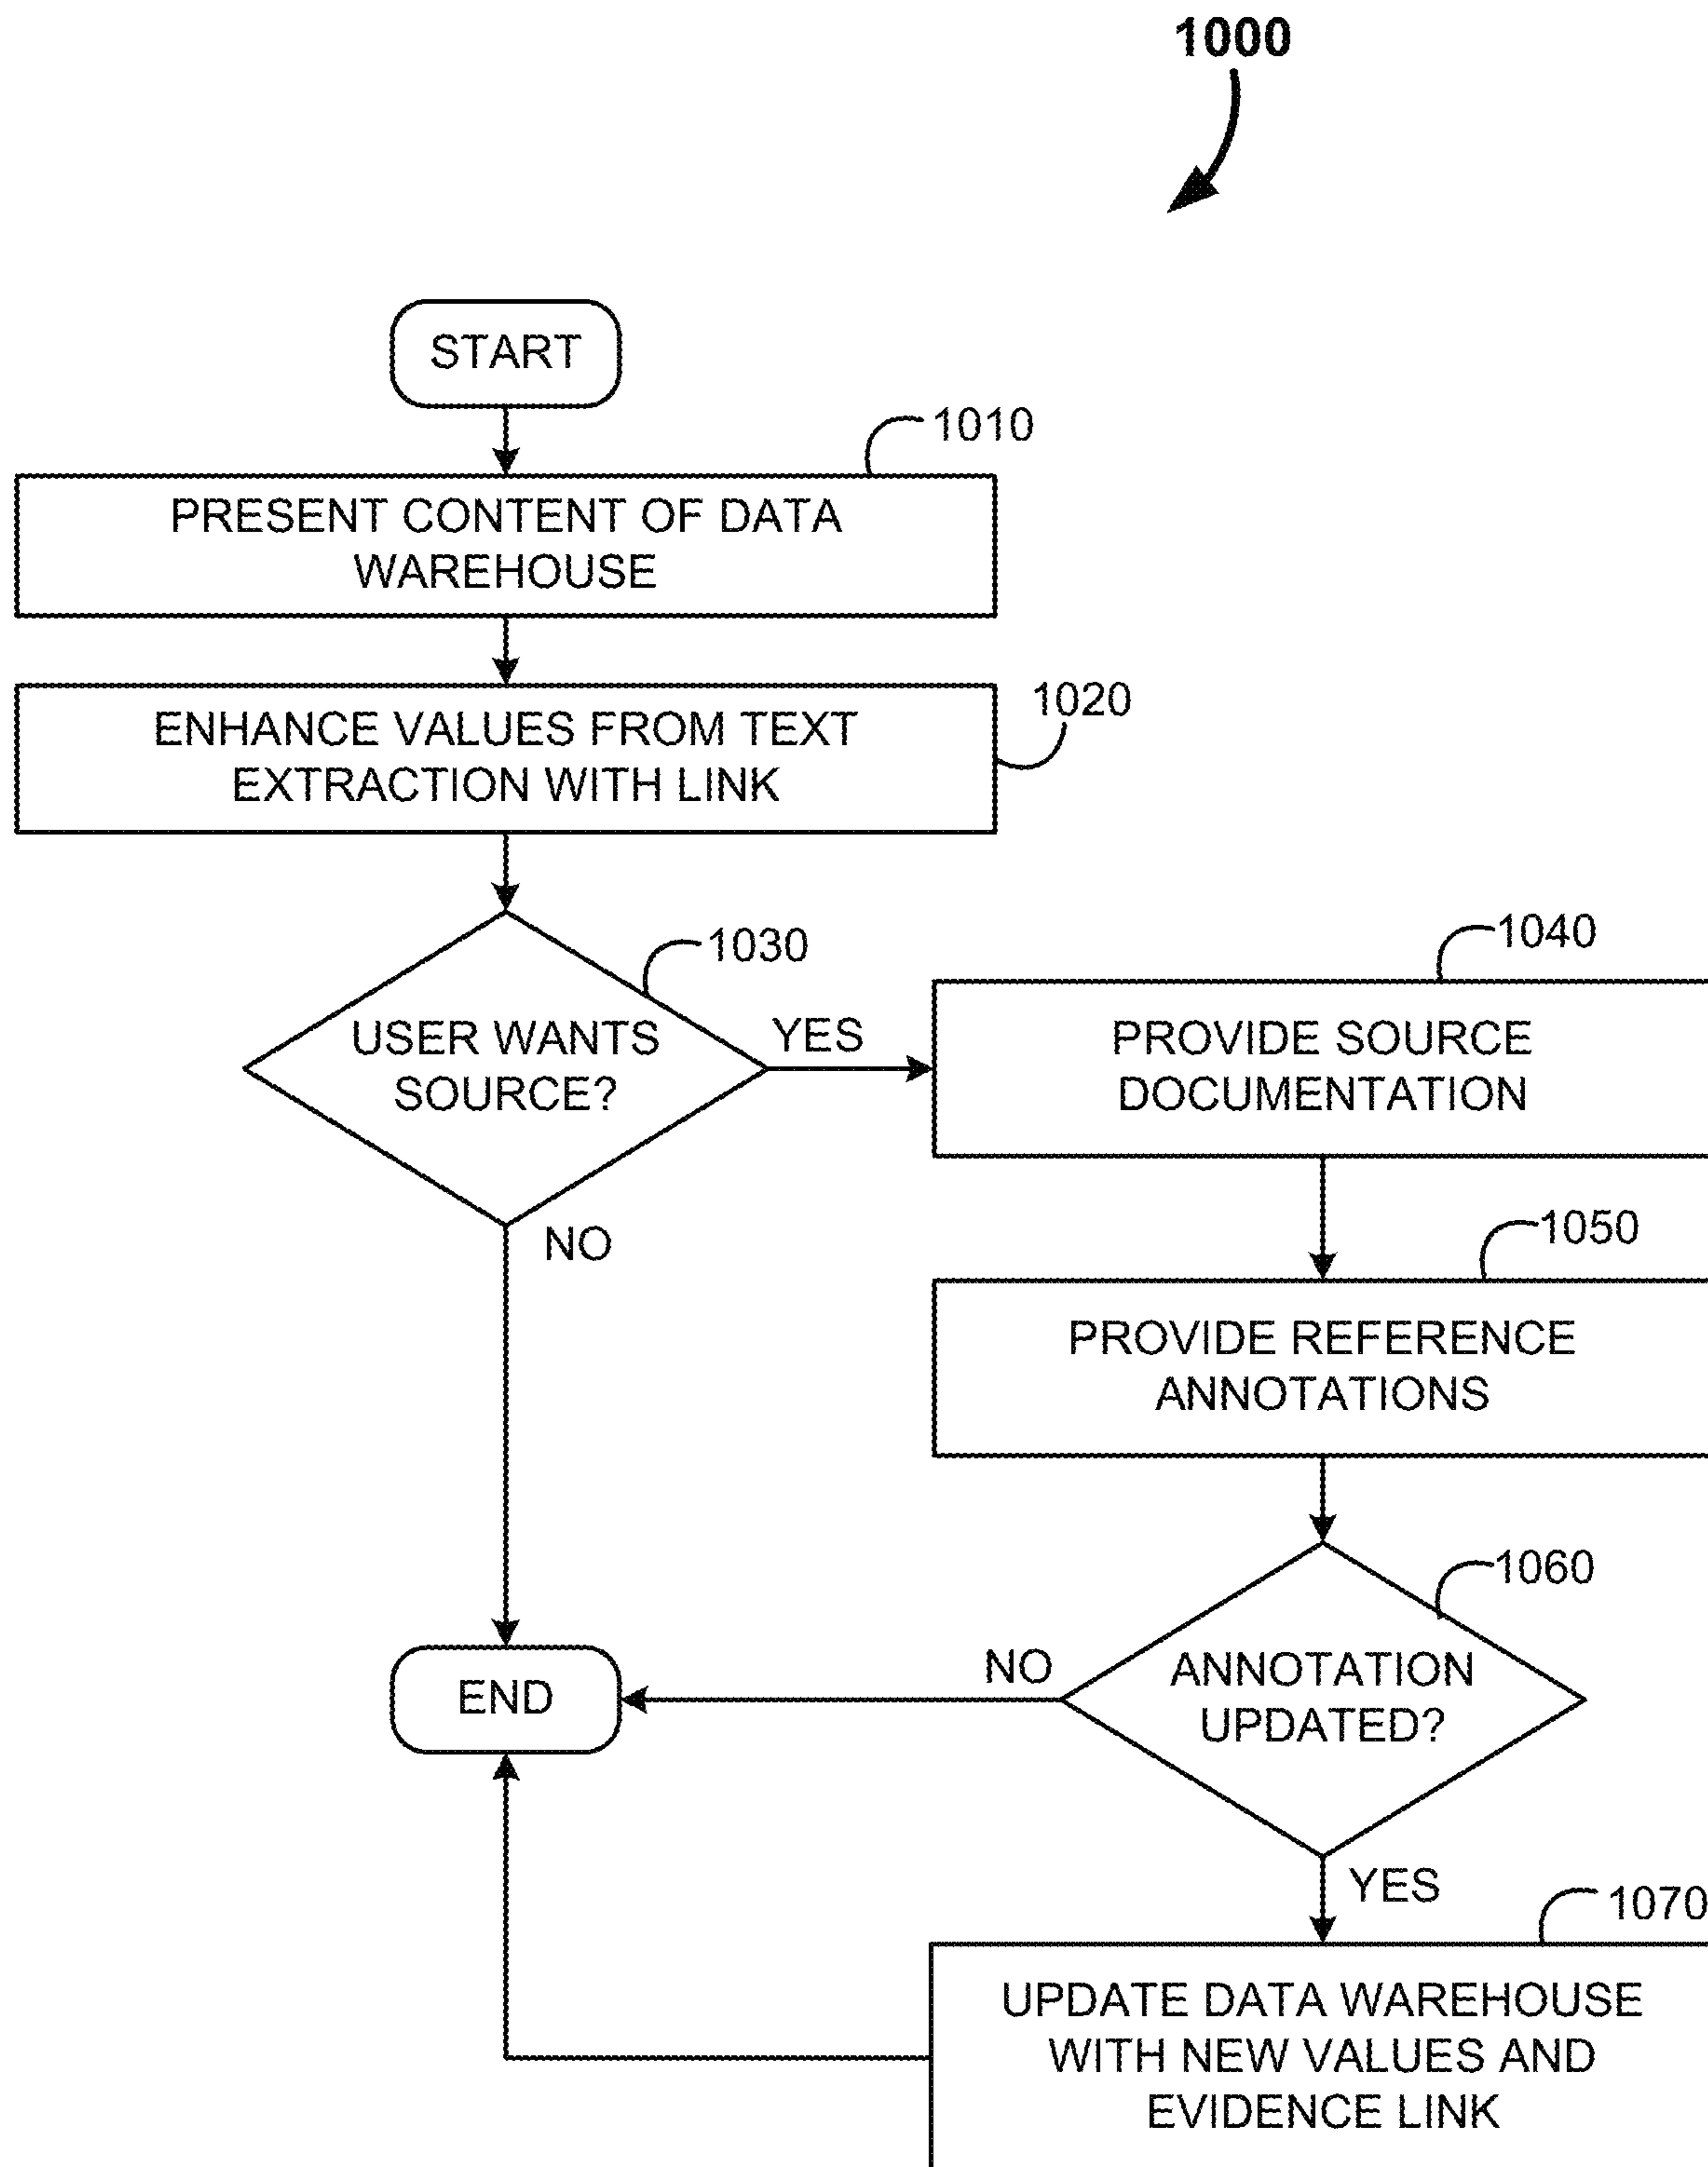 1000
START
1010
PRESENT CONTENT OF DATA
WAREHOUSE
1020
ENHANCE VALUES FROM TEXT
EXTRACTION WITH LINK
1030
USER WANTS
SOURCE?
YES
NO
1040
PROVIDE SOURCE
DOCUMENTATION
1050
PROVIDE REFERENCE
ANNOTATIONS
1060
ANNOTATION
UPDATED?
NO
END
YES
1070
UPDATE DATA WAREHOUSE
WITH NEW VALUES AND
EVIDENCE LINK